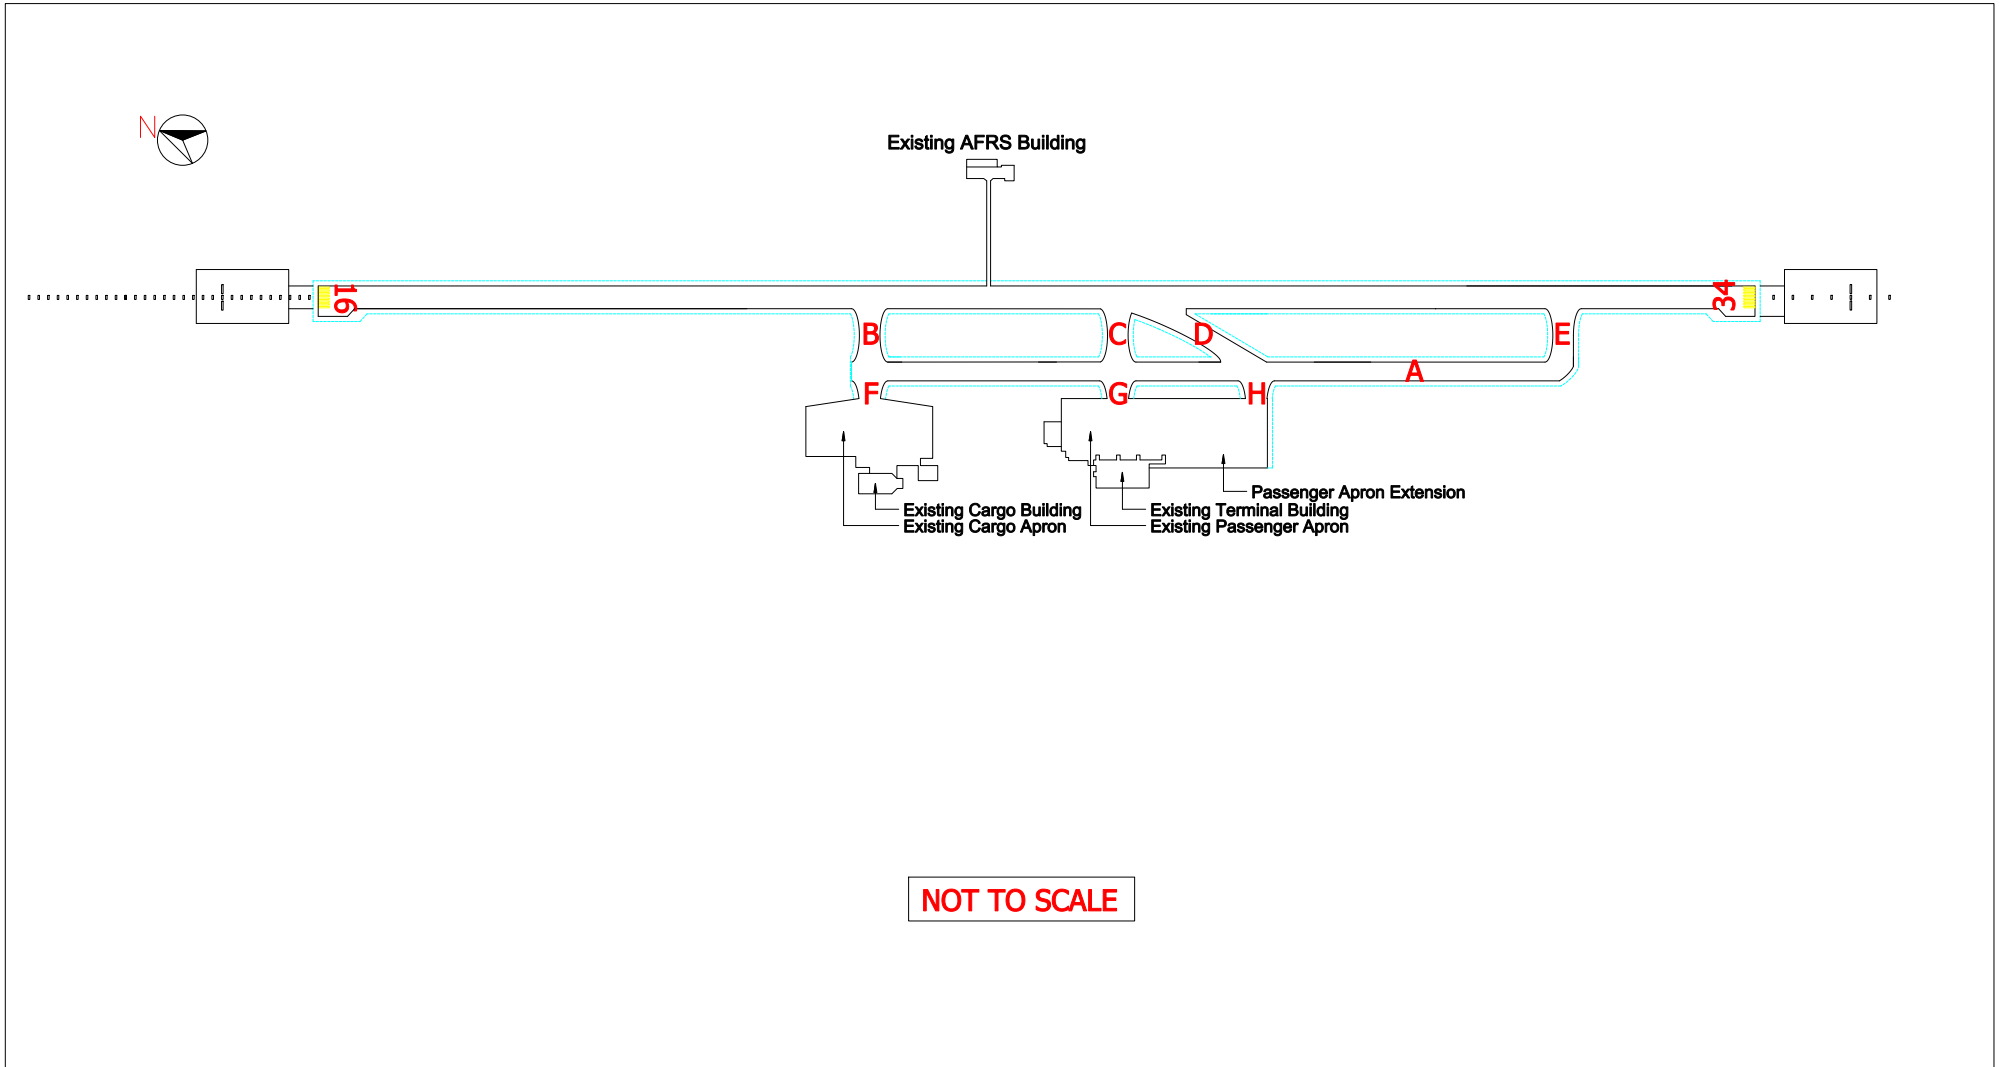 N
Existing AFRS Building
16
34
B
C
D
E
A
F
G
H
Passenger Apron Extension
Existing Cargo Building
Existing Terminal Building
Existing Cargo Apron
Existing Passenger Apron
NOT TO SCALE